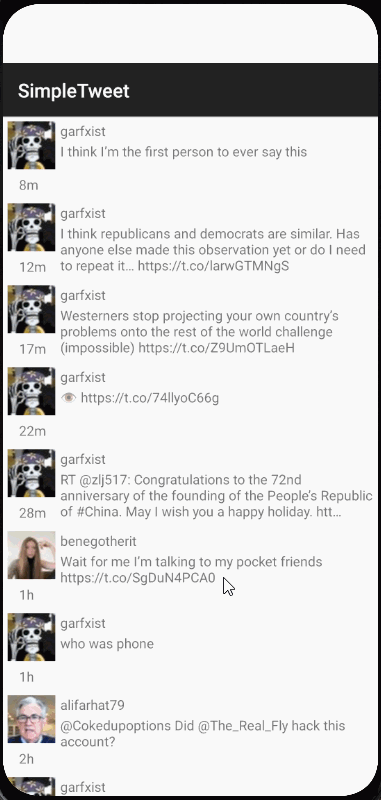 SimpleTweet
garfxist
I think I'm the first person to ever say this
8m
garfxist
I think republicans and democrats are similar. Has
anyone else made this observation yet or do I need
to repeat it… https://t.co/larwGTMNgS
12m
garfxist
Westerners stop projecting your own country's
problems onto the rest of the world challenge
(impossible) https://t.co/Z9UmOTLaeH
17m
garfxist
👁️ https://t.co/74llyoC66g
22m
garfxist
RT @zlj517: Congratulations to the 72nd
anniversary of the founding of the People's Republic
of #China. May I wish you a happy holiday. htt…
28m
benegotherit
Wait for me I'm talking to my pocket friends
https://t.co/SgDuN4PCA0
1h
garfxist
who was phone
1h
alifarhat79
@Cokedupoptions Did @The_Real_Fly hack this
account?
2h
garfxist